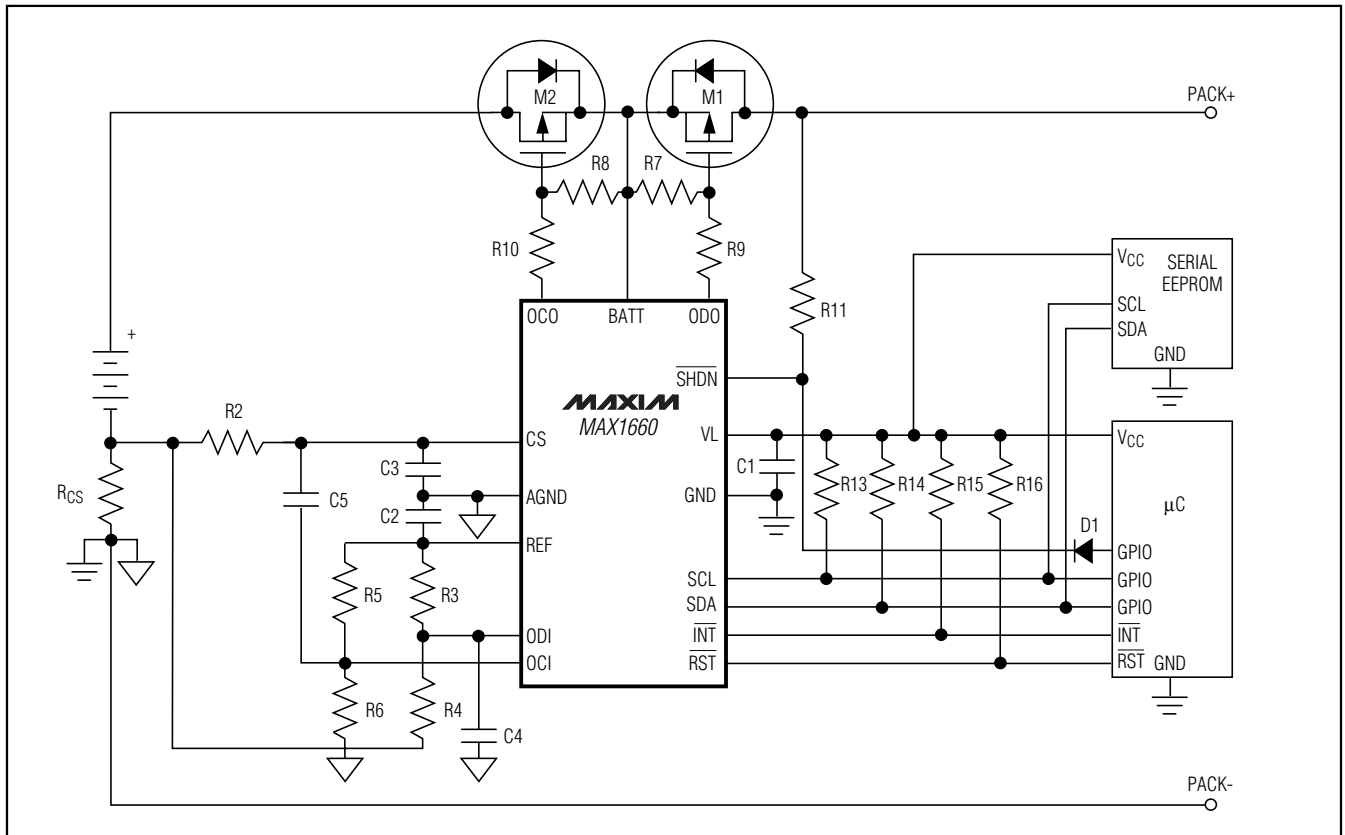 PACK+
M2
M1
R8
R7
R10
R9
R11
OCO
BATT
ODO
VCC
SERIAL
EEPROM
SCL
SDA
GND
+
SHDN
MAXIM
MAX1660
R2
CS
VL
VCC
C3
C1
R13
R14
R15
R16
RCS
C5
AGND
GND
µC
C2
D1
REF
GPIO
R5
R3
SCL
GPIO
SDA
GPIO
ODI
INT
INT
OCI
RST
RST
GND
R6
R4
C4
PACK-